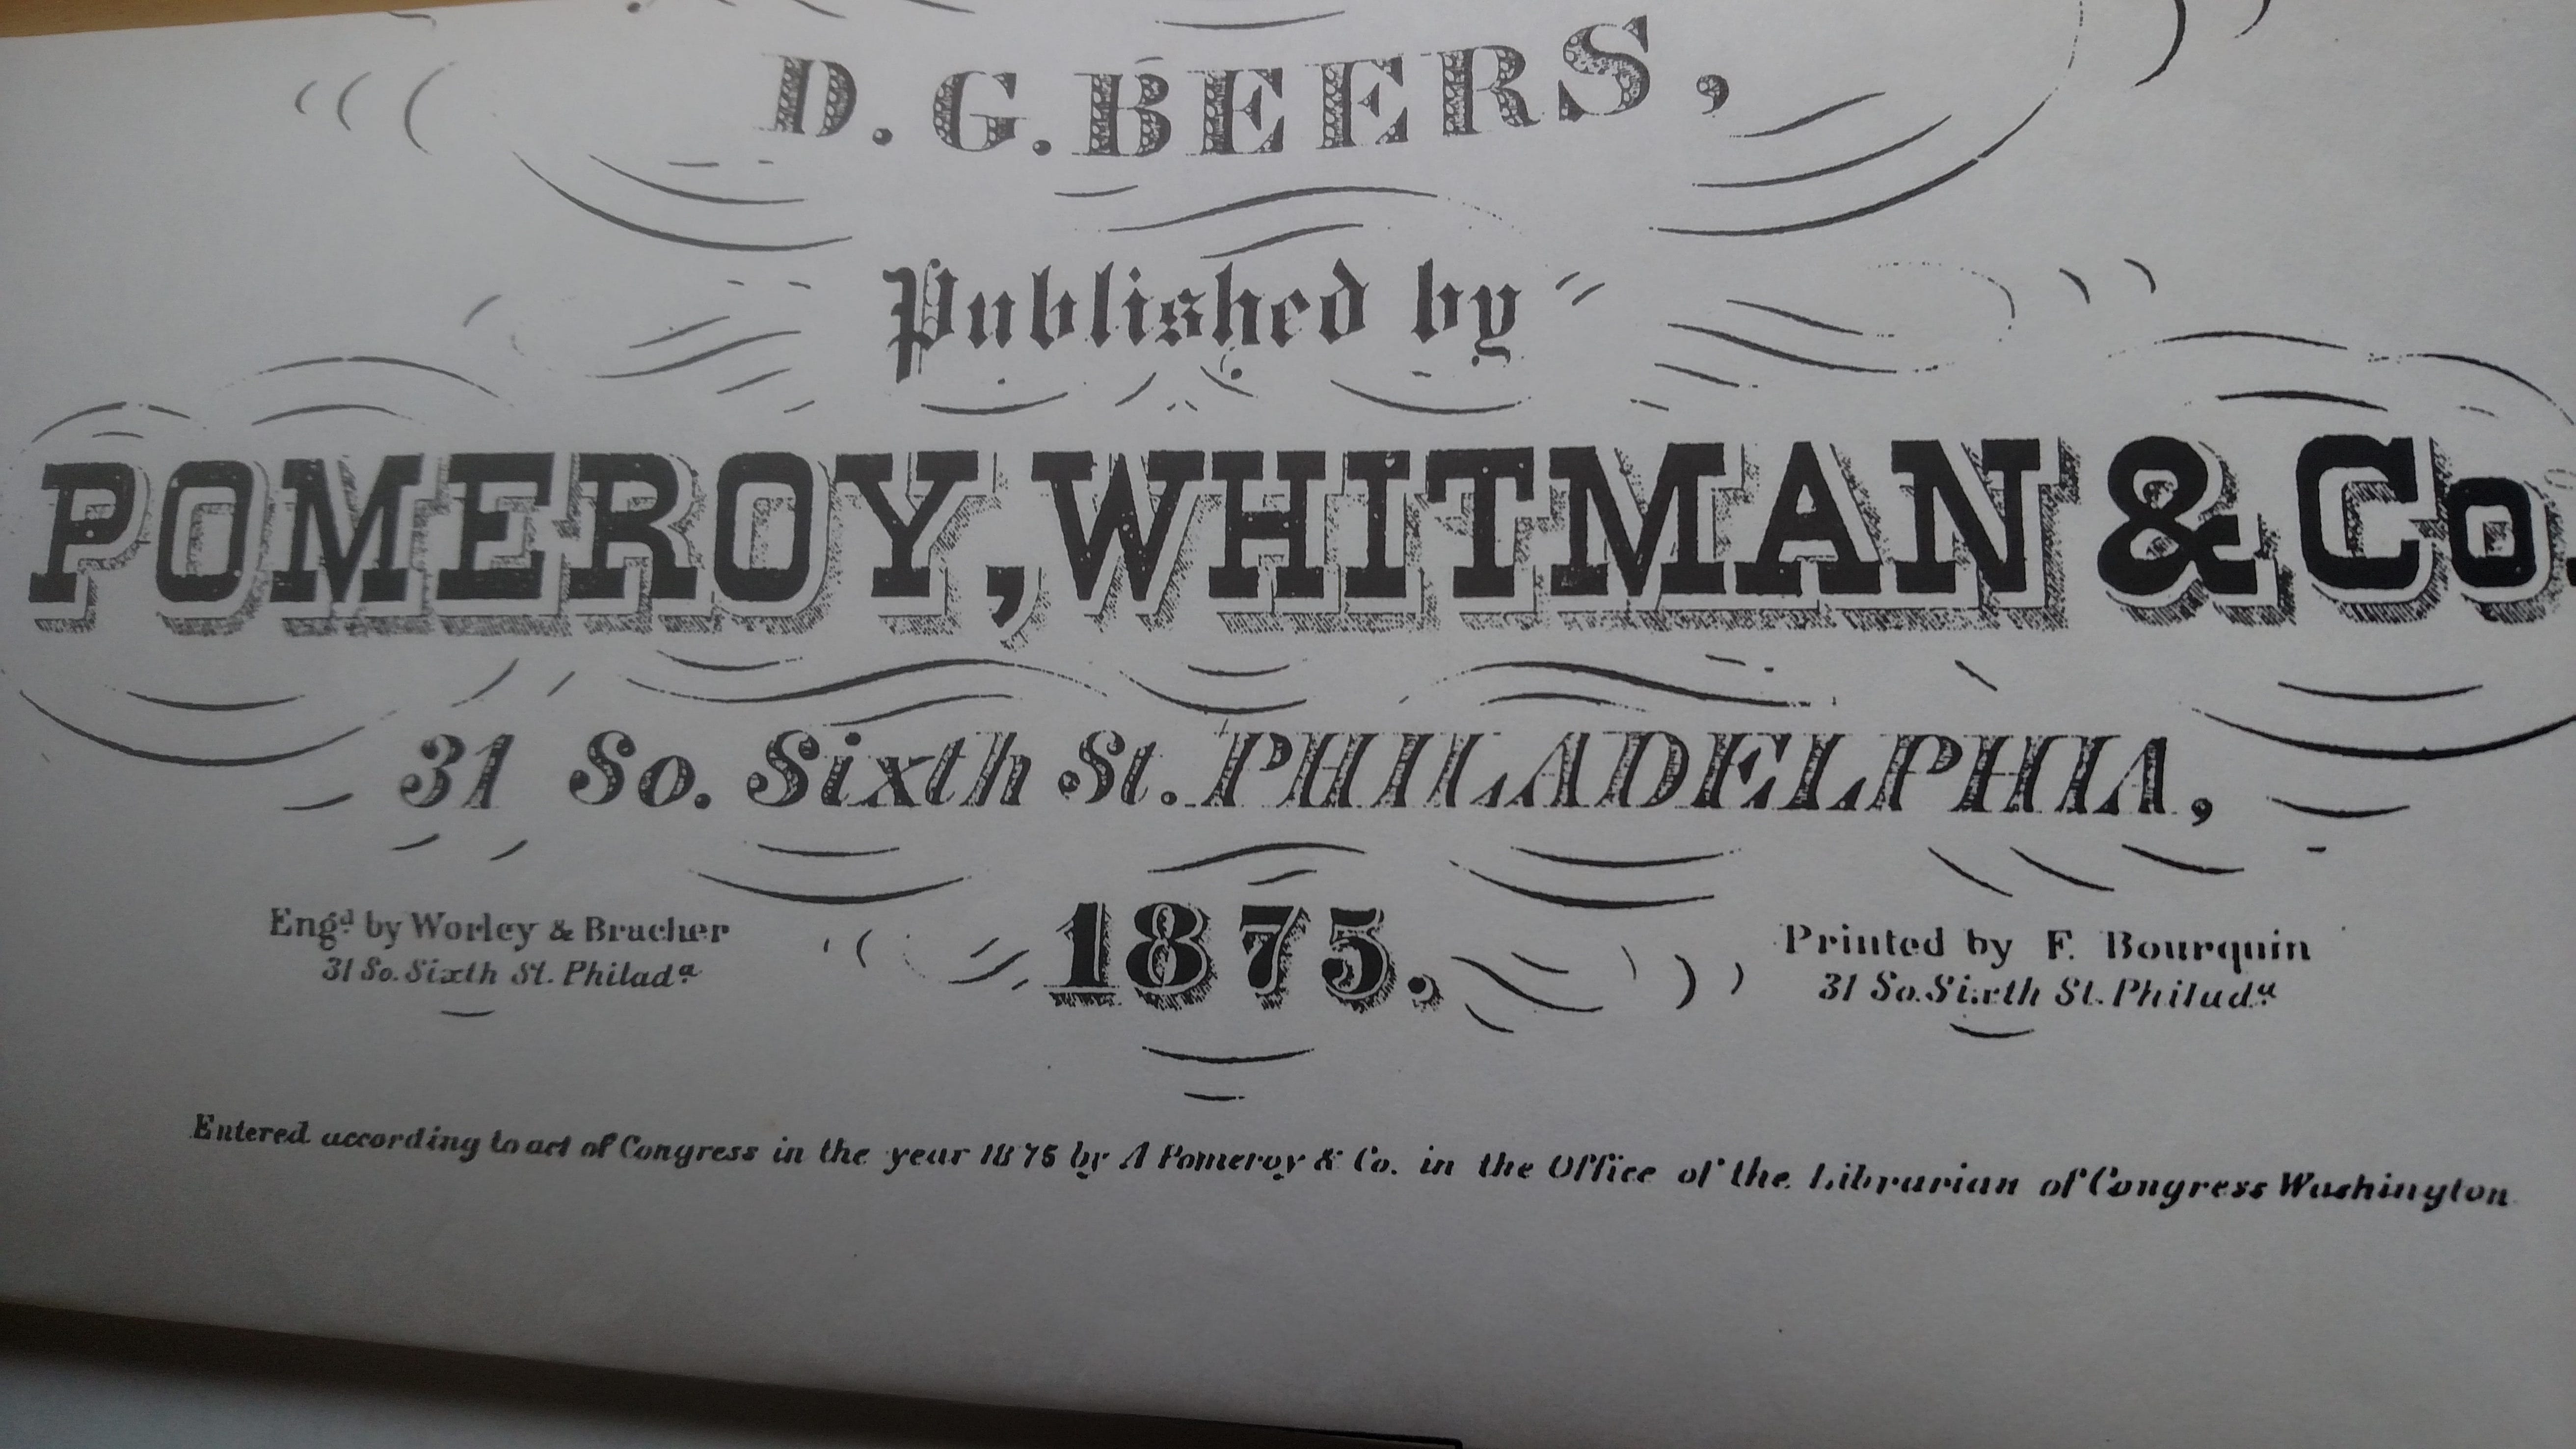 D. G. BEERS,
Published by
POMEROY, WHITMAN & Co.
31 So. Sixth St. PHILADELPHIA,
1875.
Engd. by Worley & Bracher
31 So. Sixth St. Philada.
Printed by F. Bourquin
31 So. Sixth St. Philada.
Entered according to act of Congress in the year 1875 by A Pomeroy & Co. in the Office of the Librarian of Congress Washington